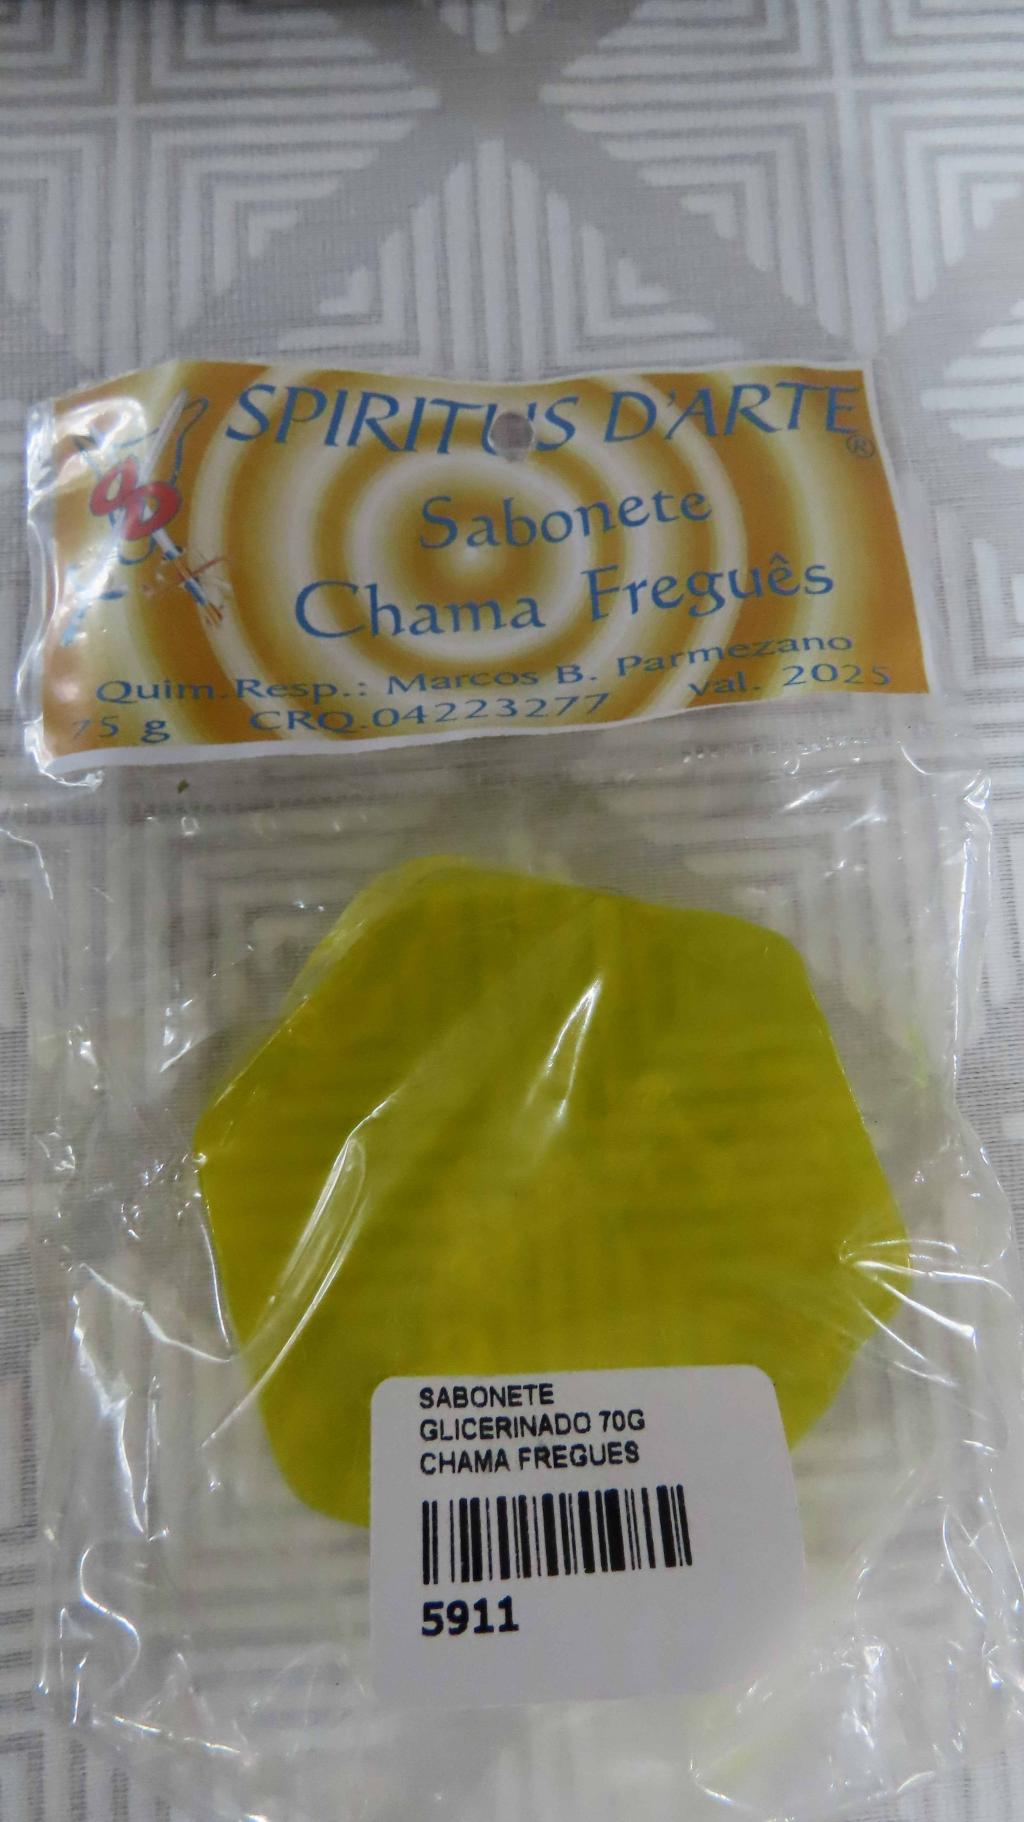 SPIRITUS D'ARTE®
Sabonete
Chama Freguês
Quim.Resp.: Marcos B. Parmezano
75 g CRQ.04223277 val. 2025
SABONETE
GLICERINADO 70G
CHAMA FREGUES
5911